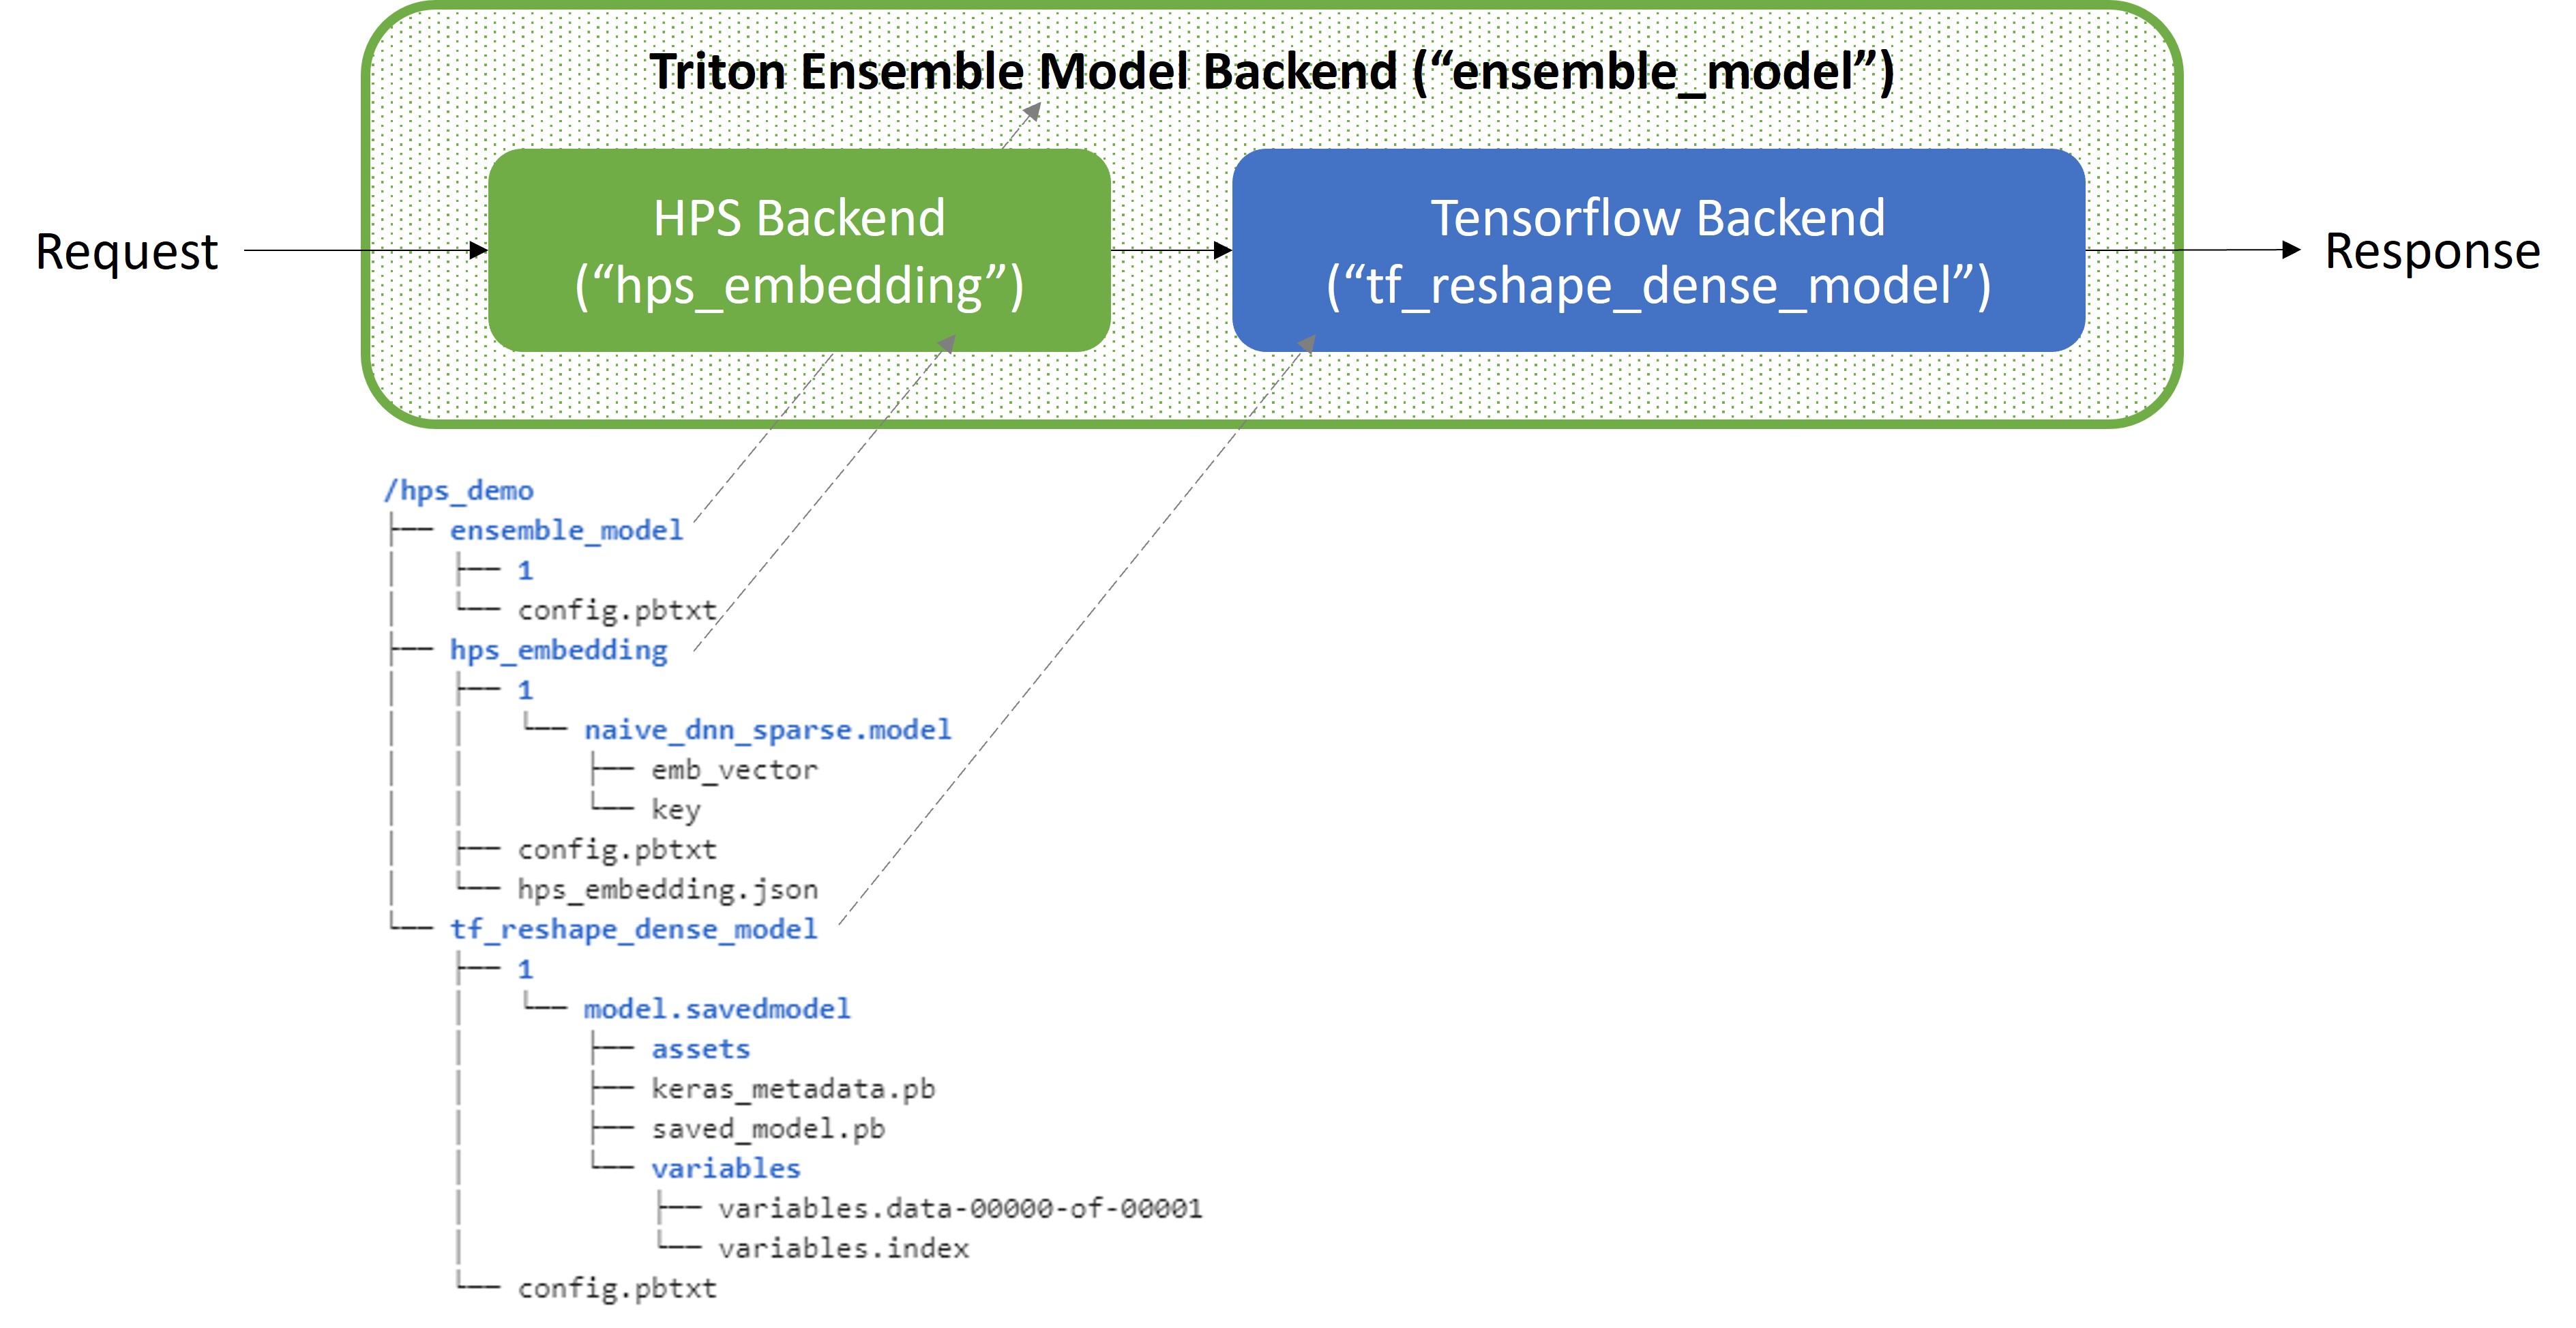 Triton Ensemble Model Backend (“ensemble_model”)
Request
HPS Backend
(“hps_embedding”)
Tensorflow Backend
(“tf_reshape_dense_model”)
Response
/hps_demo
├── ensemble_model
│   ├── 1
│   └── config.pbtxt
├── hps_embedding
│   ├── 1
│   │   └── naive_dnn_sparse.model
│   │       ├── emb_vector
│   │       └── key
│   ├── config.pbtxt
│   └── hps_embedding.json
└── tf_reshape_dense_model
    ├── 1
    │   └── model.savedmodel
    │       ├── assets
    │       ├── keras_metadata.pb
    │       ├── saved_model.pb
    │       └── variables
    │           ├── variables.data-00000-of-00001
    │           └── variables.index
    └── config.pbtxt